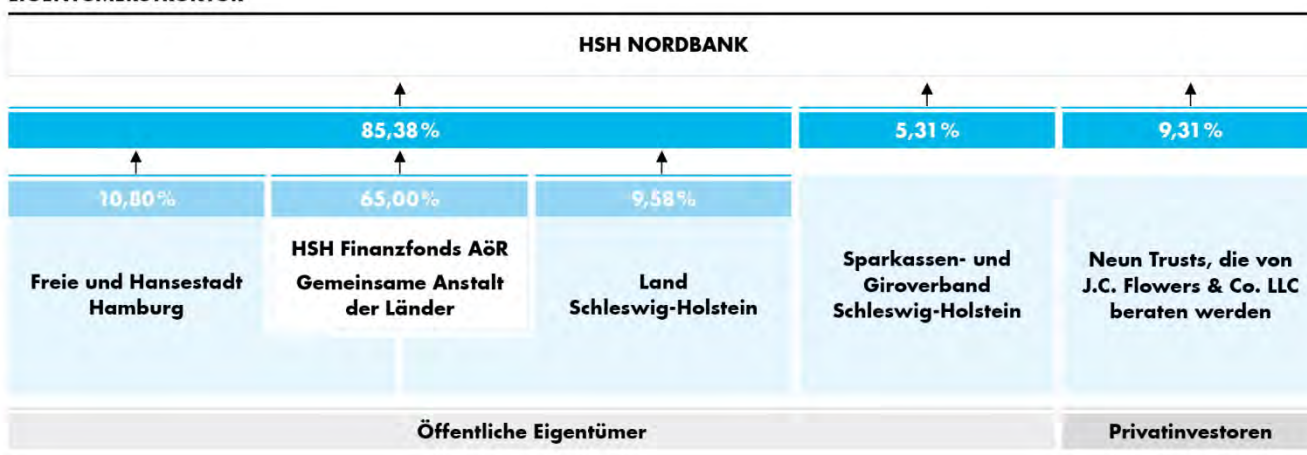 HSH NORDBANK
85,38%
5,31%
9,31%
10,80%
65,00%
9,58%
Freie und Hansestadt
Hamburg
HSH Finanzfonds AöR
Gemeinsame Anstalt
der Länder
Land
Schleswig-Holstein
Sparkassen- und
Giroverband
Schleswig-Holstein
Neun Trusts, die von
J.C. Flowers & Co. LLC
beraten werden
Öffentliche Eigentümer
Privatinvestoren